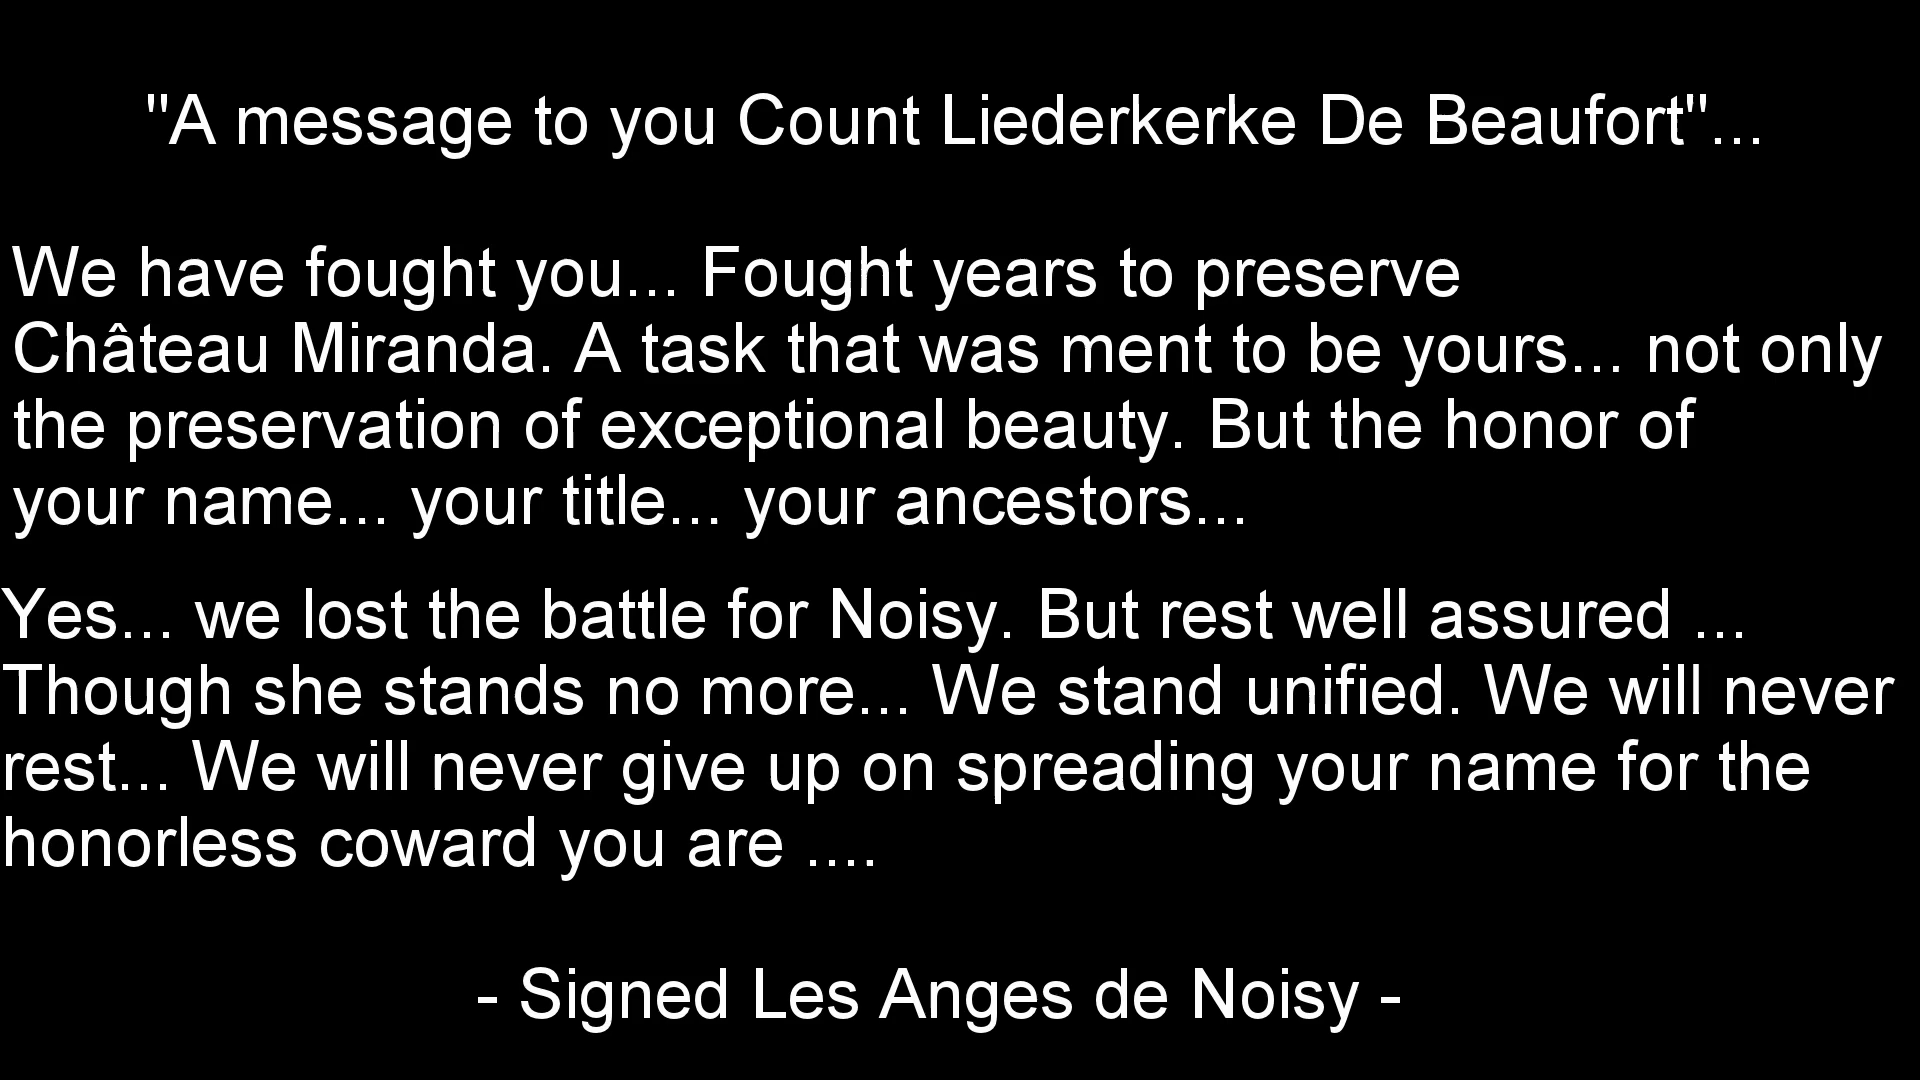 "A message to you Count Liederkerke De Beaufort"...
We have fought you... Fought years to preserve
Château Miranda. A task that was ment to be yours... not only
the preservation of exceptional beauty. But the honor of
your name... your title... your ancestors...
Yes... we lost the battle for Noisy. But rest well assured ...
Though she stands no more... We stand unified. We will never
rest... We will never give up on spreading your name for the
honorless coward you are ....
- Signed Les Anges de Noisy -